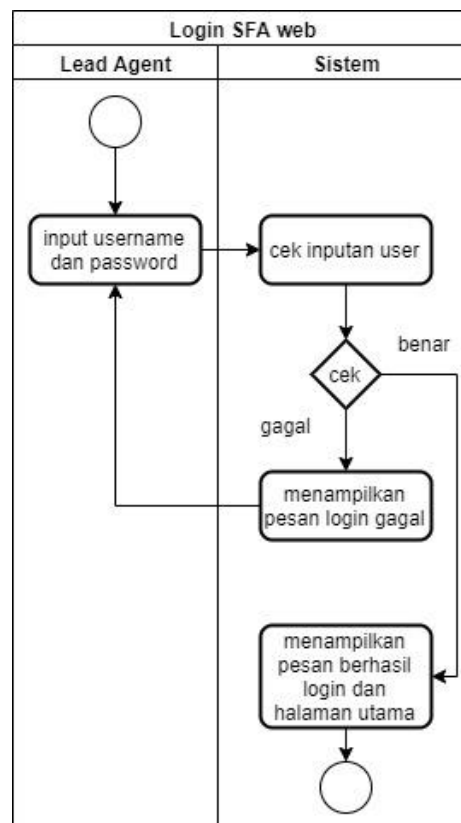 Login SFA web
Lead Agent
Sistem
input username
dan password
cek inputan user
cek
benar
gagal
menampilkan
pesan login gagal
menampilkan
pesan berhasil
login dan
halaman utama